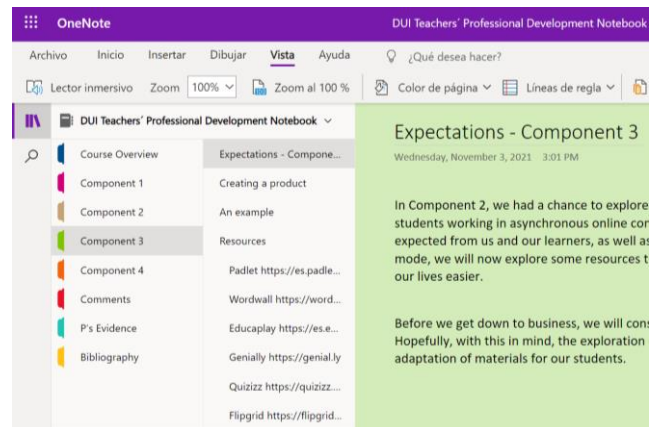 OneNote
DUI Teachers´ Professional Development Notebook
Archivo Inicio Insertar Dibujar Vista Ayuda ¿Qué desea hacer?
Lector inmersivo Zoom 100% Zoom al 100 % Color de página Líneas de regla
DUI Teachers´ Professional Development Notebook
Course Overview
Component 1
Component 2
Component 3
Component 4
Comments
P's Evidence
Bibliography
Expectations - Compone...
Creating a product
An example
Resources
Padlet https://es.padle...
Wordwall https://word...
Educaplay https://es.e...
Genially https://genial.ly
Quizizz https://quizizz....
Flipgrid https://flipgrid...
Expectations - Component 3
Wednesday, November 3, 2021 3:01 PM
In Component 2, we had a chance to explore
students working in asynchronous online
expected from us and our learners, as well as
mode, we will now explore some resources
our lives easier.
Before we get down to business, we will
Hopefully, with this in mind, the exploration
adaptation of materials for our students.